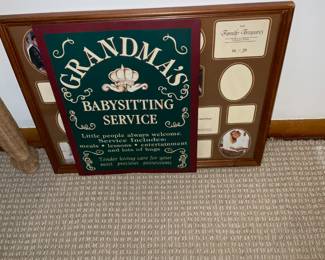 GRANDMA'S
BABYSITTING
SERVICE
Little people always welcome.
Service Includes:
meals • lessons • entertainment
and lots of hugs
Tender loving care for your
most precious possessions
Family Treasures